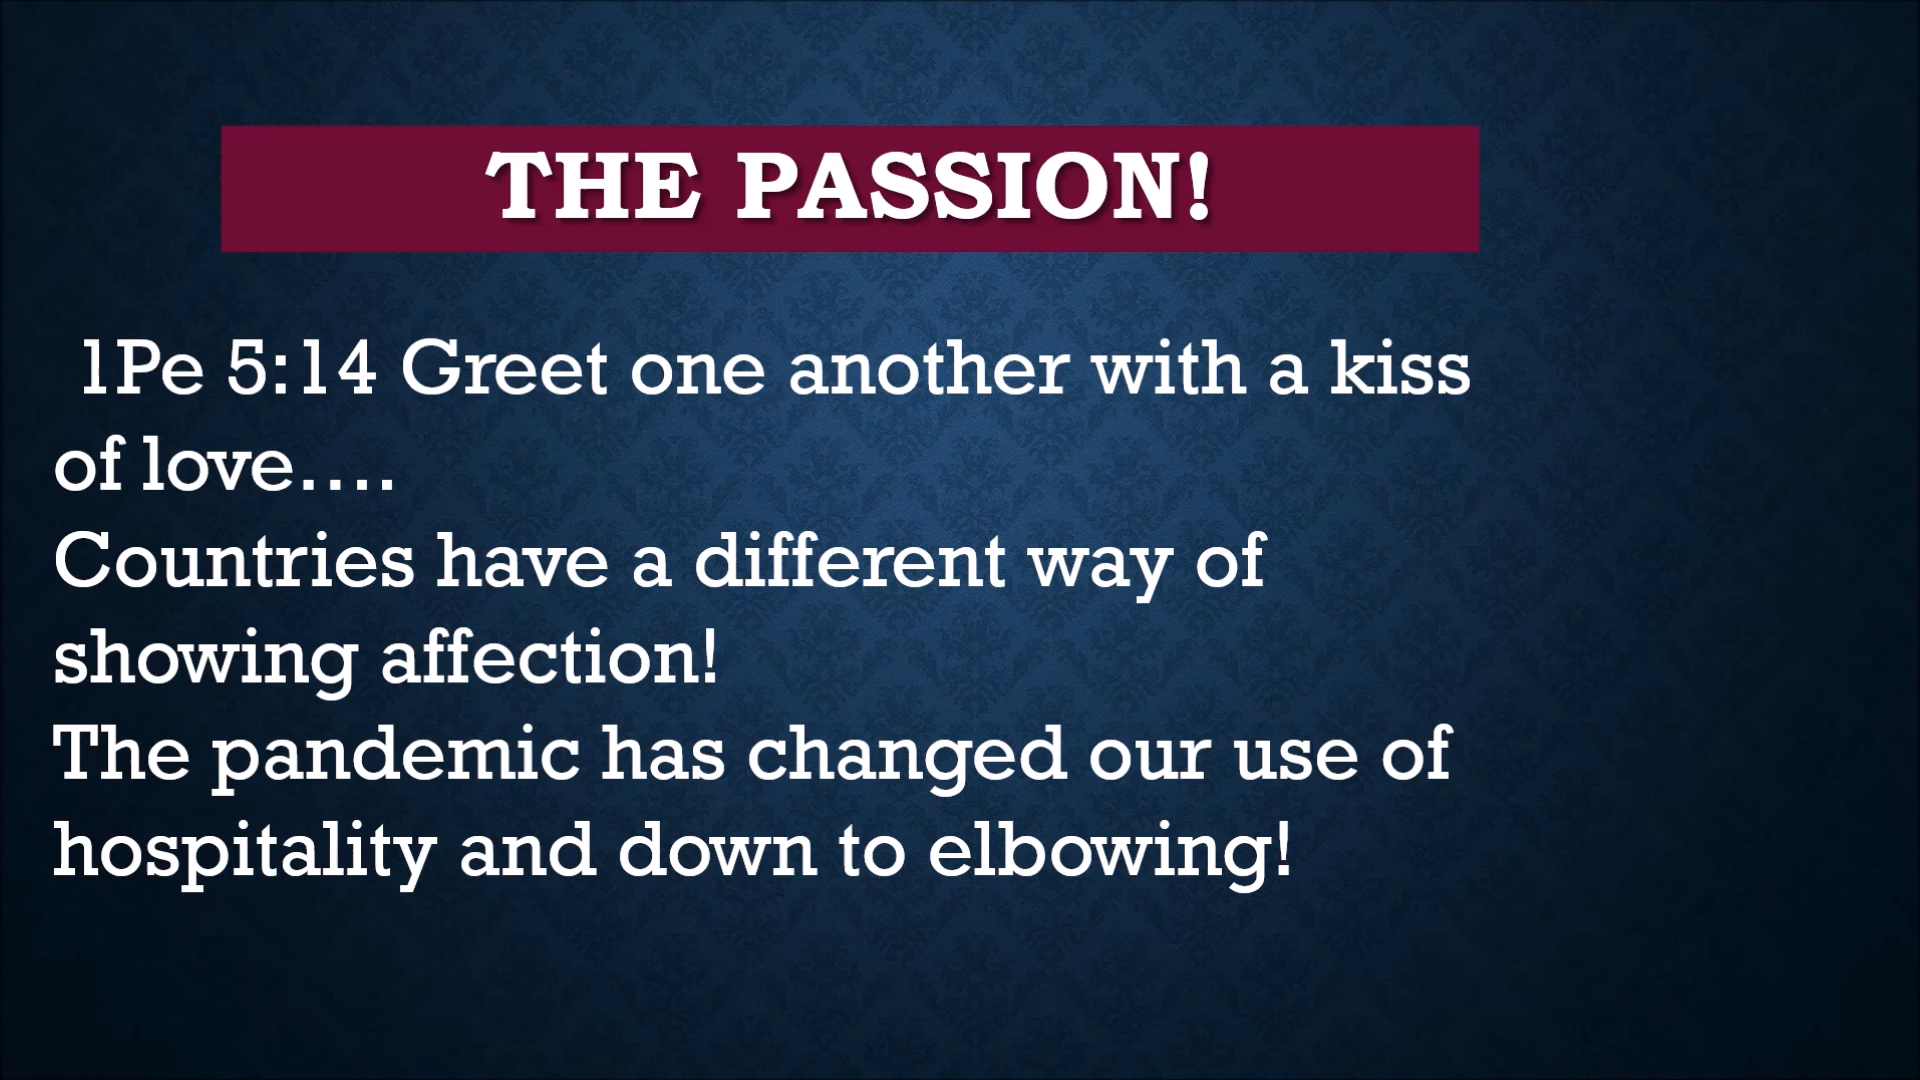 THE PASSION!
1Pe 5:14 Greet one another with a kiss
of love....
Countries have a different way of
showing affection!
The pandemic has changed our use of
hospitality and down to elbowing!